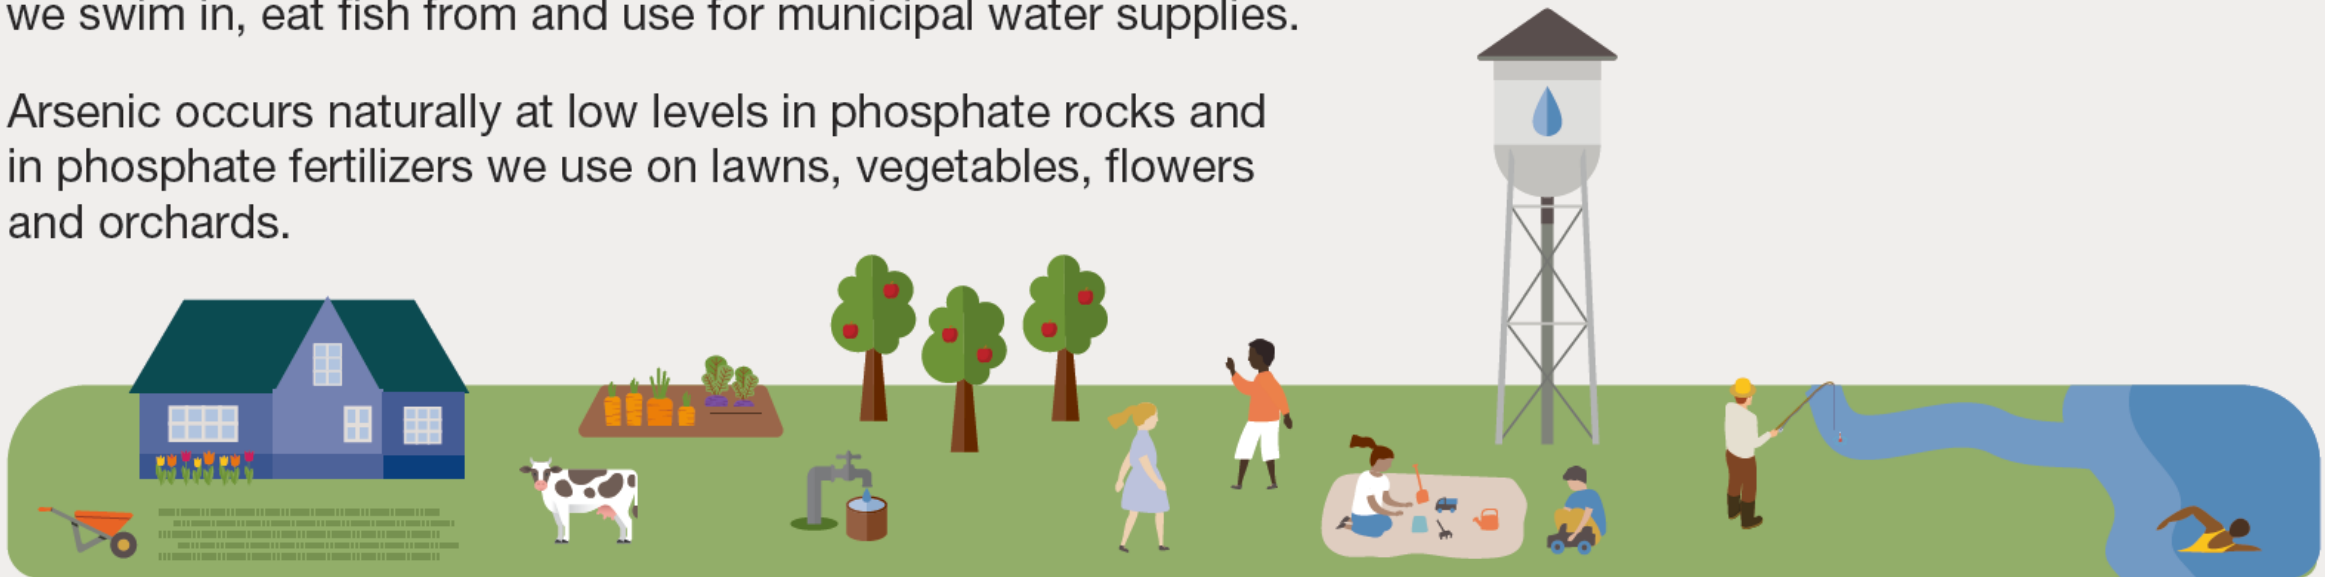 we swim in, eat fish from and use for municipal water supplies.
Arsenic occurs naturally at low levels in phosphate rocks and
in phosphate fertilizers we use on lawns, vegetables, flowers
and orchards.